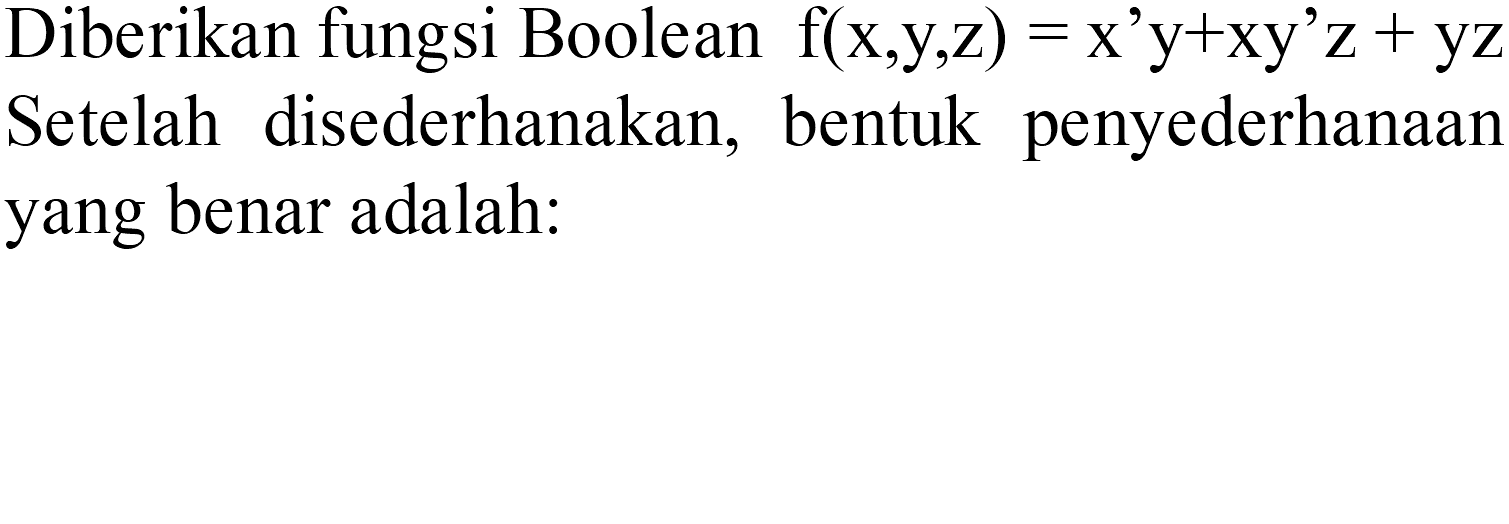 Diberikan fungsi Boolean f(x,y,z) = x’y+xy’z + yz
Setelah disederhanakan, bentuk penyederhanaan
yang benar adalah: